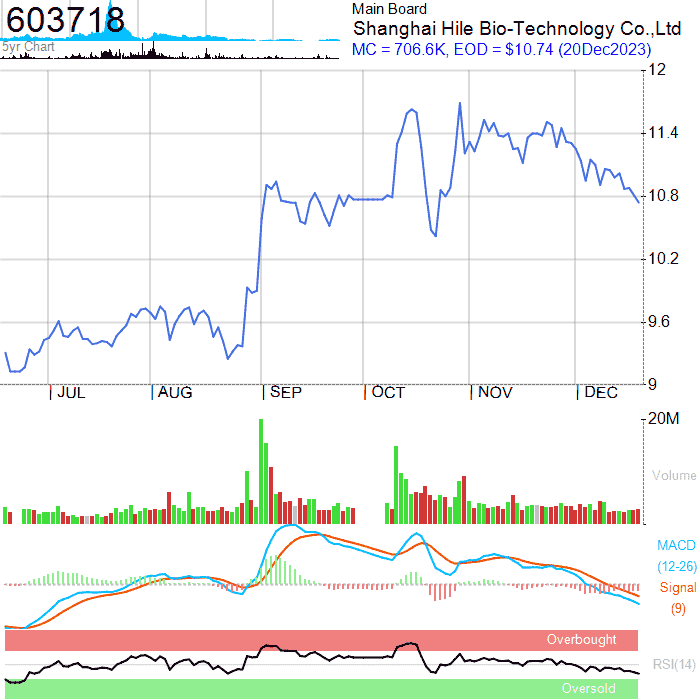 603718
5yr Chart
Main Board
Shanghai Hile Bio-Technology Co.,Ltd
MC = 706.6K, EOD = $10.74 (20Dec2023)
12
11.4
10.8
10.2
9.6
9
JUL AUG SEP OCT NOV DEC
20M
Volume
MACD
(12-26)
Signal
(9)
Overbought
RSI(14)
Oversold